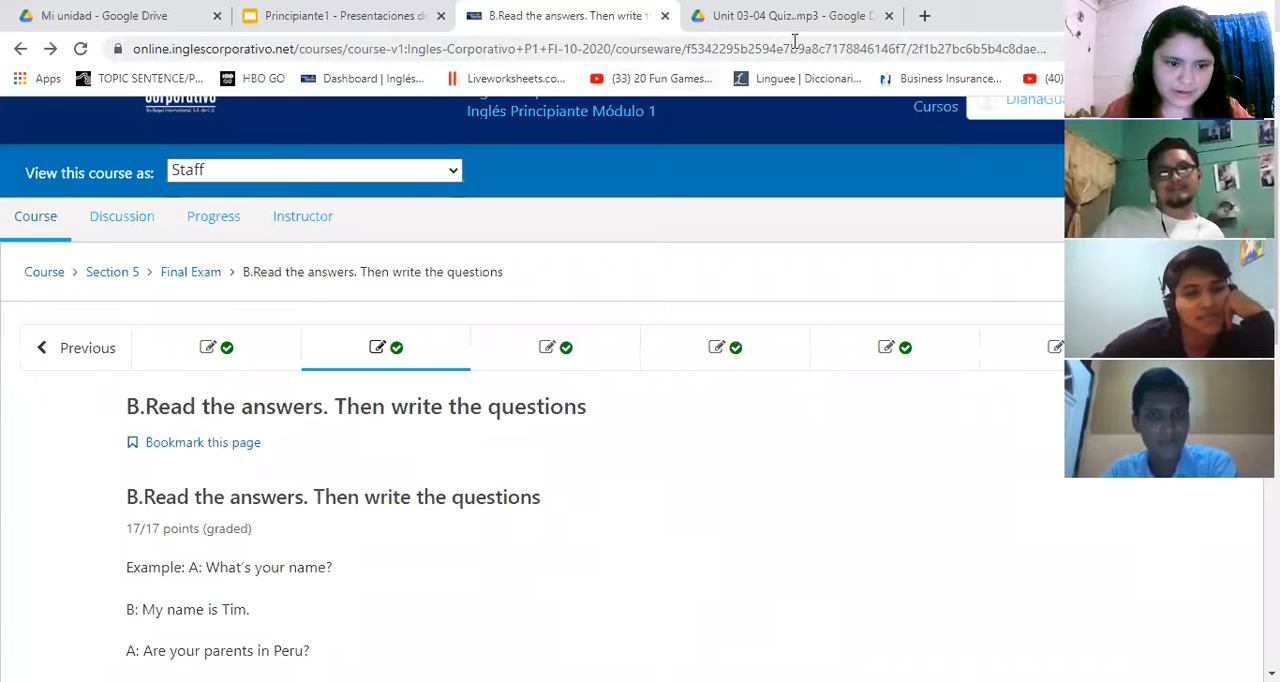 Mi unidad - Google Drive
Principiante1 - Presentaciones de
B.Read the answers. Then write t
Unit 03-04 Quiz..mp3 - Google D
online.inglescorporativo.net/courses/course-v1:Ingles-Corporativo+P1+FI-10-2020/courseware/f5342295b2594e789a8c7178846146f7/2f1b27bc6b5b4c8dae...
Apps
TOPIC SENTENCE/P...
HBO GO
Dashboard | Inglés...
Liveworksheets.co...
(33) 20 Fun Games...
Linguee | Diccionari...
Business Insurance...
(40)
corporativo
Inglés Principiante Módulo 1
Cursos
DianaGua
View this course as:
Staff
Course
Discussion
Progress
Instructor
Course > Section 5 > Final Exam > B.Read the answers. Then write the questions
Previous
B.Read the answers. Then write the questions
Bookmark this page
B.Read the answers. Then write the questions
17/17 points (graded)
Example: A: What's your name?
B: My name is Tim.
A: Are your parents in Peru?